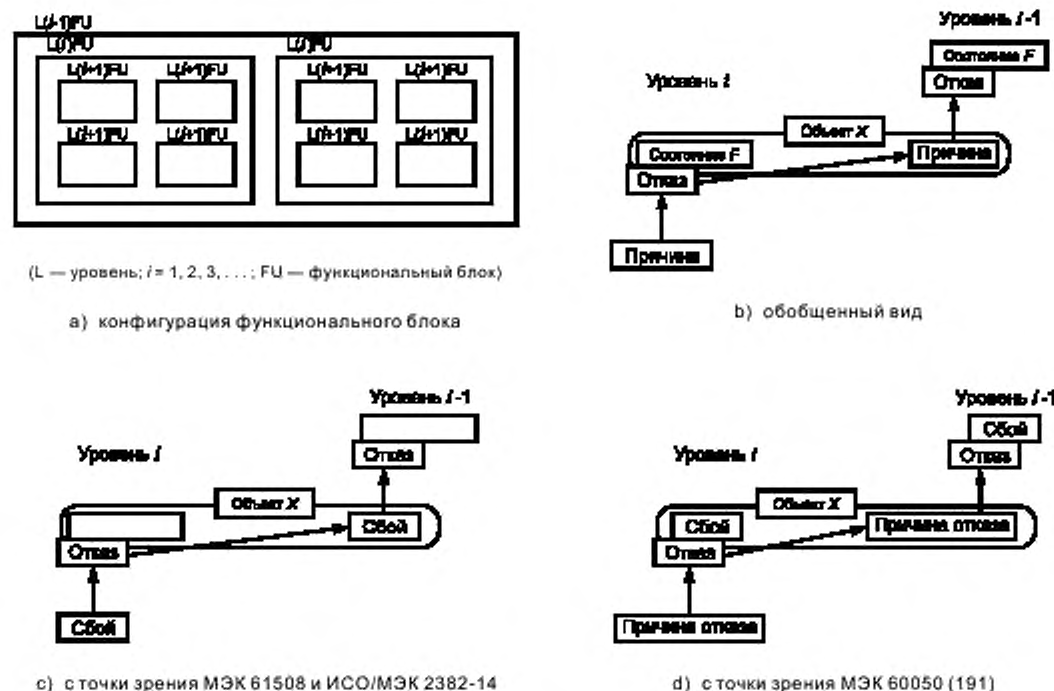 L(i-1)FU
L(i)FU L(i)FU
L(i+1)FU L(i+1)FU L(i+1)FU L(i+1)FU
L(i+1)FU L(i+1)FU L(i+1)FU L(i+1)FU
(L — уровень; i = 1, 2, 3, . . . ; FU — функциональный блок)
a) конфигурация функционального блока
Уровень i -1
Состояние F
Отказ
Уровень i
Объект X
Состояние F
Причина
Отказ
Причина
b) обобщенный вид
Уровень i -1
Отказ
Уровень i
Объект X
Сбой
Отказ
Сбой
c) с точки зрения МЭК 61508 и ИСО/МЭК 2382-14
Уровень i -1
Сбой
Отказ
Уровень i
Объект X
Сбой
Причина отказа
Отказ
Причина отказа
d) с точки зрения МЭК 60050 (191)